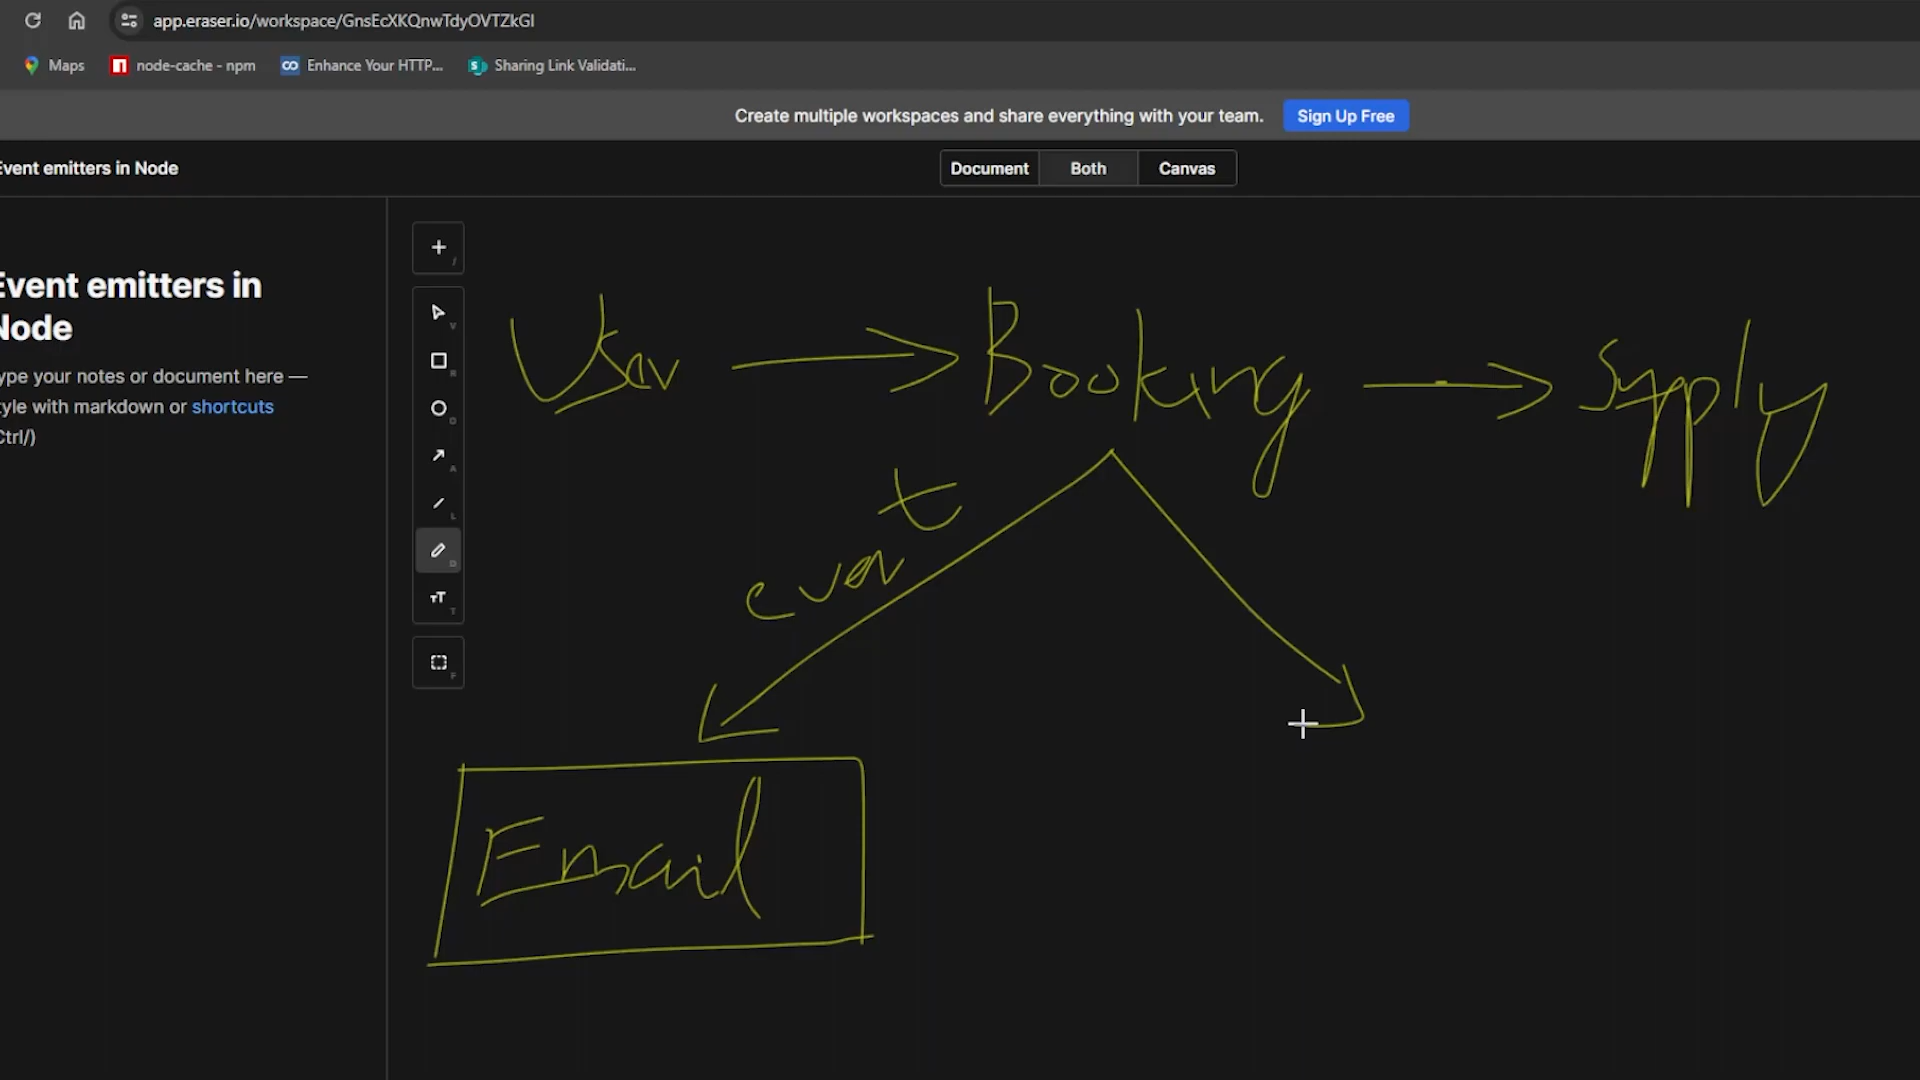 app.eraser.io/workspace/GnsEcXKQnwTdyOVTZkGl
Maps node-cache - npm Enhance Your HTTP... Sharing Link Validati...
Create multiple workspaces and share everything with your team. Sign Up Free
Event emitters in Node Document Both Canvas
Event emitters in
Node
ype your notes or document here —
tyle with markdown or shortcuts
Ctrl/)
User → Booking → Supply
event
Email